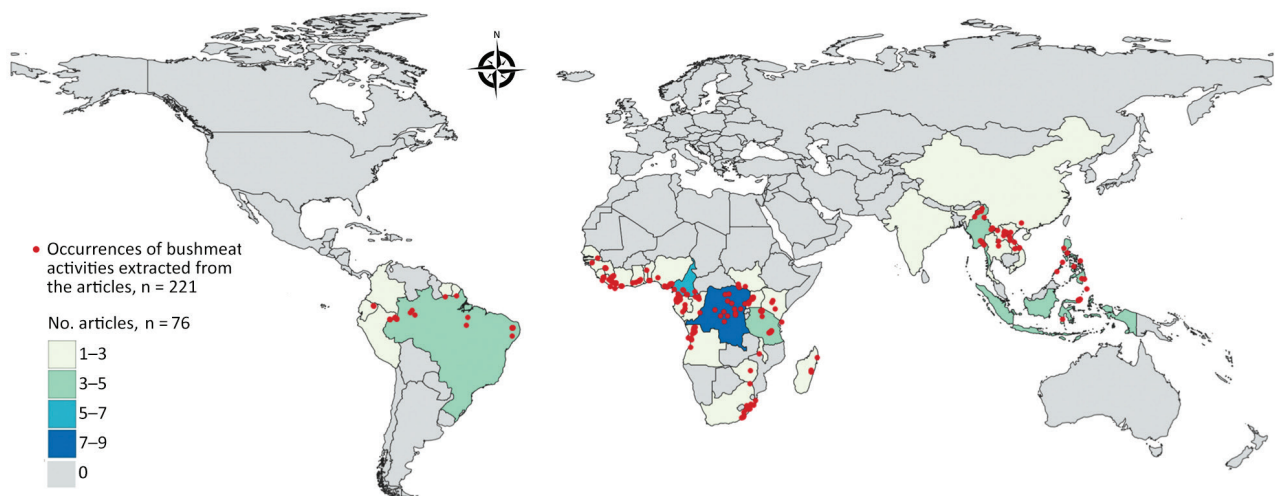 N
Occurrences of bushmeat
activities extracted from
the articles, n = 221
No. articles, n = 76
1–3
3–5
5–7
7–9
0